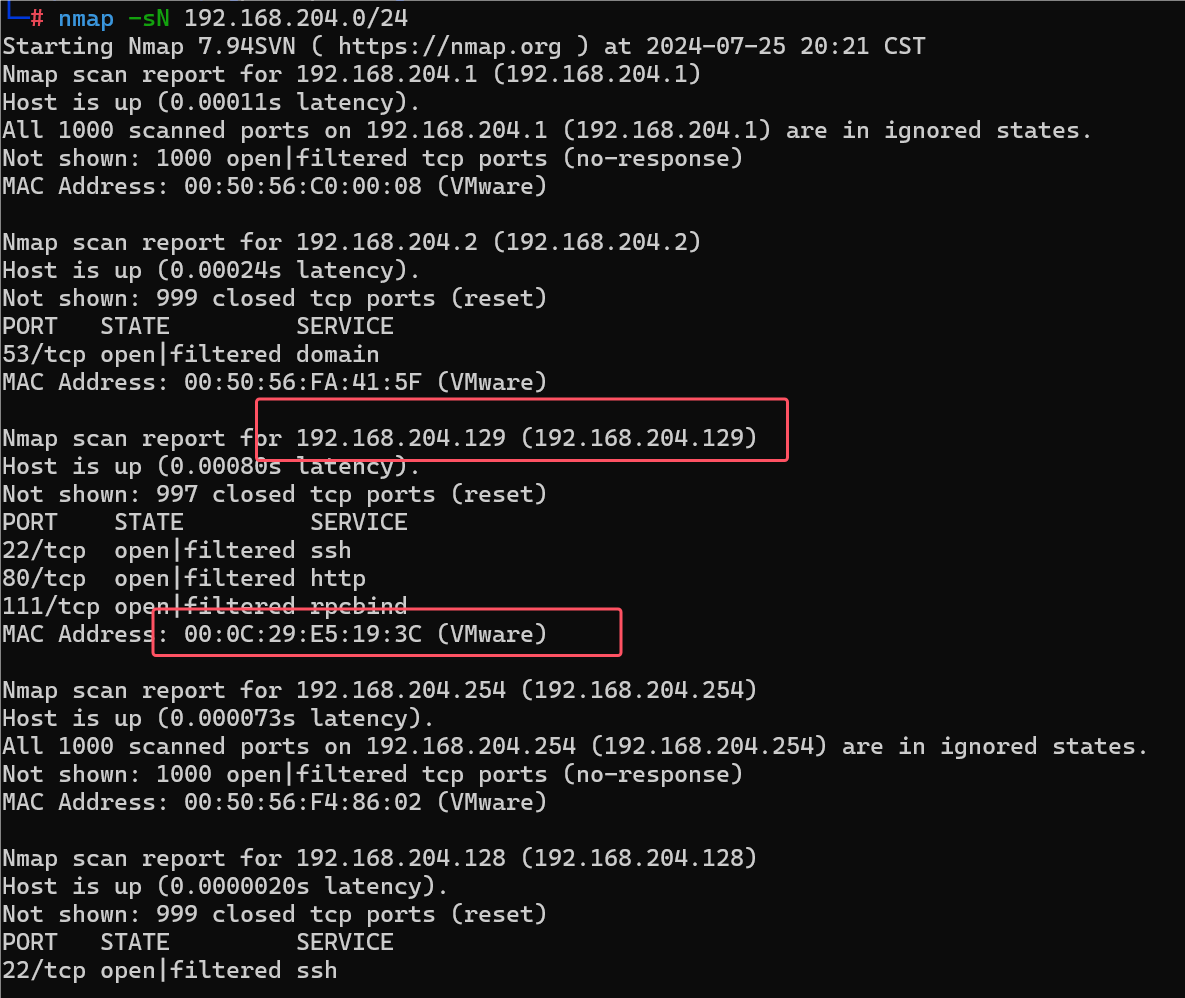 └─# nmap -sN 192.168.204.0/24
Starting Nmap 7.94SVN ( https://nmap.org ) at 2024-07-25 20:21 CST
Nmap scan report for 192.168.204.1 (192.168.204.1)
Host is up (0.00011s latency).
All 1000 scanned ports on 192.168.204.1 (192.168.204.1) are in ignored states.
Not shown: 1000 open|filtered tcp ports (no-response)
MAC Address: 00:50:56:C0:00:08 (VMware)

Nmap scan report for 192.168.204.2 (192.168.204.2)
Host is up (0.00024s latency).
Not shown: 999 closed tcp ports (reset)
PORT   STATE         SERVICE
53/tcp open|filtered domain
MAC Address: 00:50:56:FA:41:5F (VMware)

Nmap scan report for 192.168.204.129 (192.168.204.129)
Host is up (0.00080s latency).
Not shown: 997 closed tcp ports (reset)
PORT    STATE         SERVICE
22/tcp  open|filtered ssh
80/tcp  open|filtered http
111/tcp open|filtered rpcbind
MAC Address: 00:0C:29:E5:19:3C (VMware)

Nmap scan report for 192.168.204.254 (192.168.204.254)
Host is up (0.000073s latency).
All 1000 scanned ports on 192.168.204.254 (192.168.204.254) are in ignored states.
Not shown: 1000 open|filtered tcp ports (no-response)
MAC Address: 00:50:56:F4:86:02 (VMware)

Nmap scan report for 192.168.204.128 (192.168.204.128)
Host is up (0.0000020s latency).
Not shown: 999 closed tcp ports (reset)
PORT   STATE         SERVICE
22/tcp open|filtered ssh